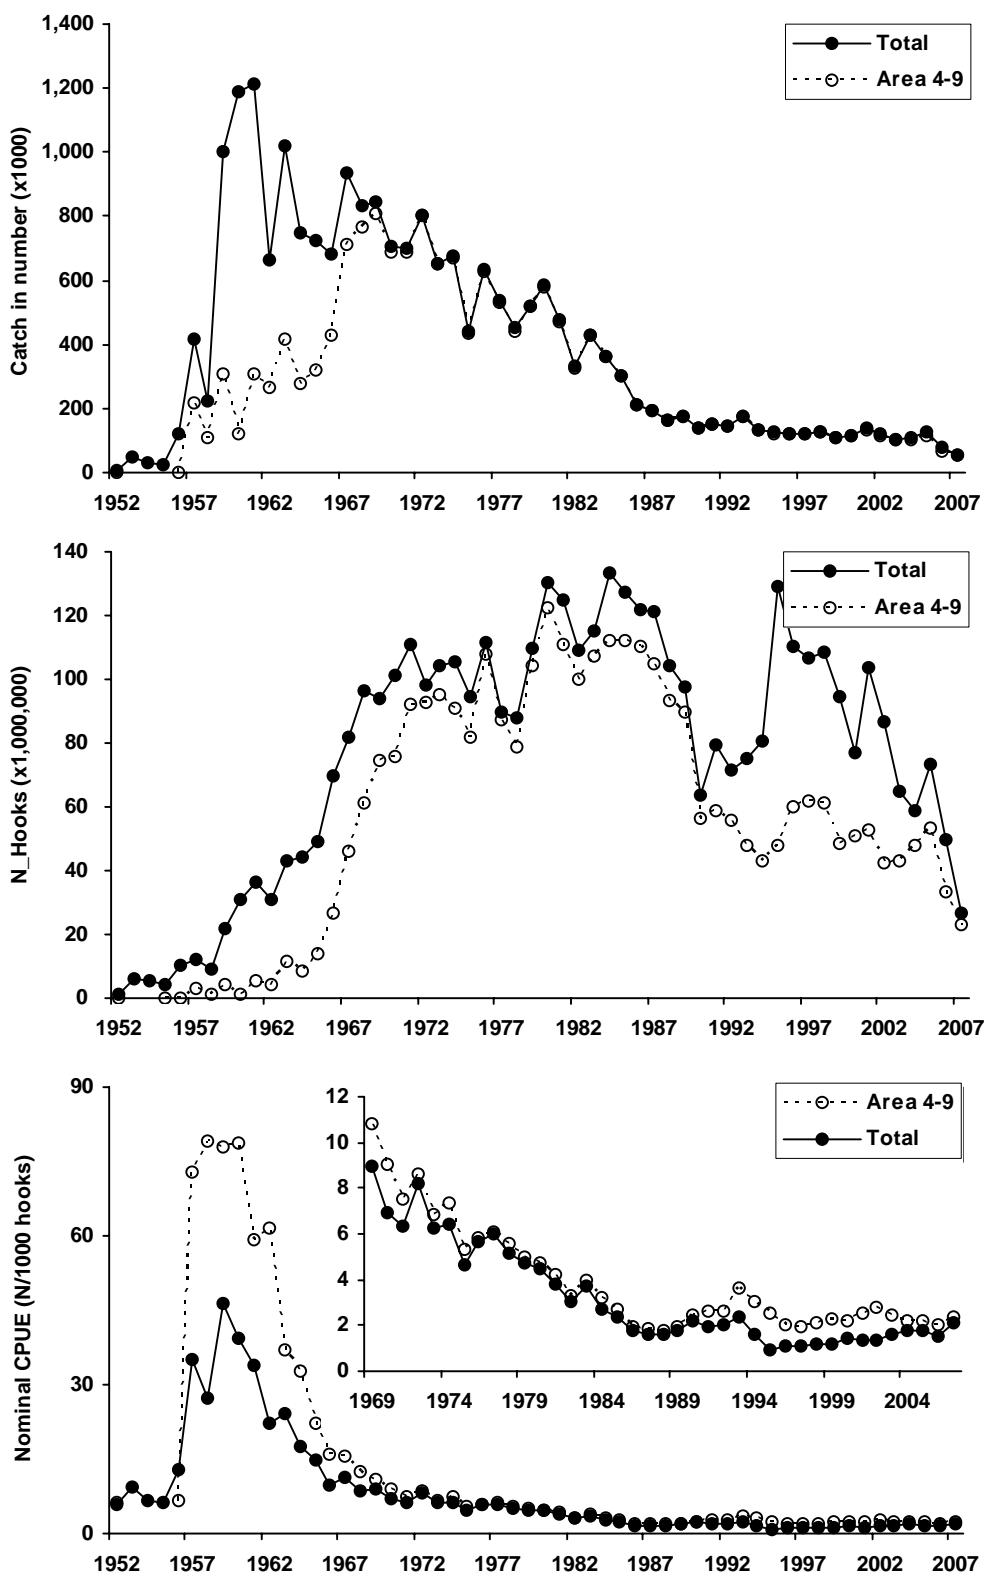 1,400
Total
Area 4-9
1,200
1,000
800
600
400
200
0
Catch in number (x1000)
1952 1957 1962 1967 1972 1977 1982 1987 1992 1997 2002 2007
140
Total
Area 4-9
120
100
80
60
40
20
0
N_Hooks (x1,000,000)
1952 1957 1962 1967 1972 1977 1982 1987 1992 1997 2002 2007
90
Area 4-9
Total
60
30
0
Nominal CPUE (N/1000 hooks)
12
10
8
6
4
2
0
1969 1974 1979 1984 1989 1994 1999 2004
1952 1957 1962 1967 1972 1977 1982 1987 1992 1997 2002 2007